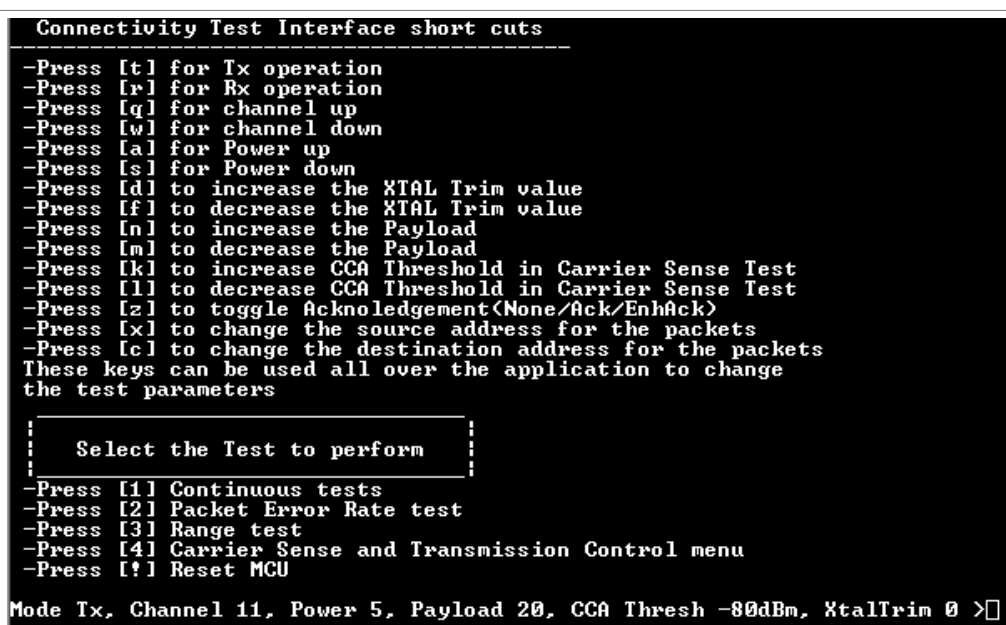 Connectivity Test Interface short cuts
-Press [t] for Tx operation
-Press [r] for Rx operation
-Press [q] for channel up
-Press [w] for channel down
-Press [a] for Power up
-Press [s] for Power down
-Press [d] to increase the XTAL Trim value
-Press [f] to decrease the XTAL Trim value
-Press [n] to increase the Payload
-Press [m] to decrease the Payload
-Press [k] to increase CCA Threshold in Carrier Sense Test
-Press [l] to decrease CCA Threshold in Carrier Sense Test
-Press [z] to toggle Acknoledgement(None/Ack/EnhAck)
-Press [x] to change the source address for the packets
-Press [c] to change the destination address for the packets
These keys can be used all over the application to change
the test parameters
Select the Test to perform
-Press [1] Continuous tests
-Press [2] Packet Error Rate test
-Press [3] Range test
-Press [4] Carrier Sense and Transmission Control menu
-Press [!] Reset MCU
Mode Tx, Channel 11, Power 5, Payload 20, CCA Thresh -80dBm, XtalTrim 0 >